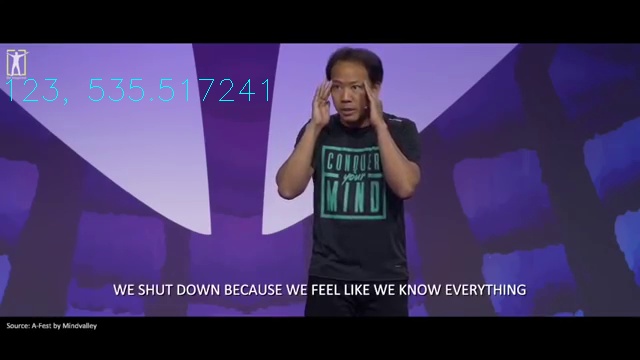 123, 535.517241
CONQUER
your
MIND
WE SHUT DOWN BECAUSE WE FEEL LIKE WE KNOW EVERYTHING
Source: A-Fest by Mindvalley